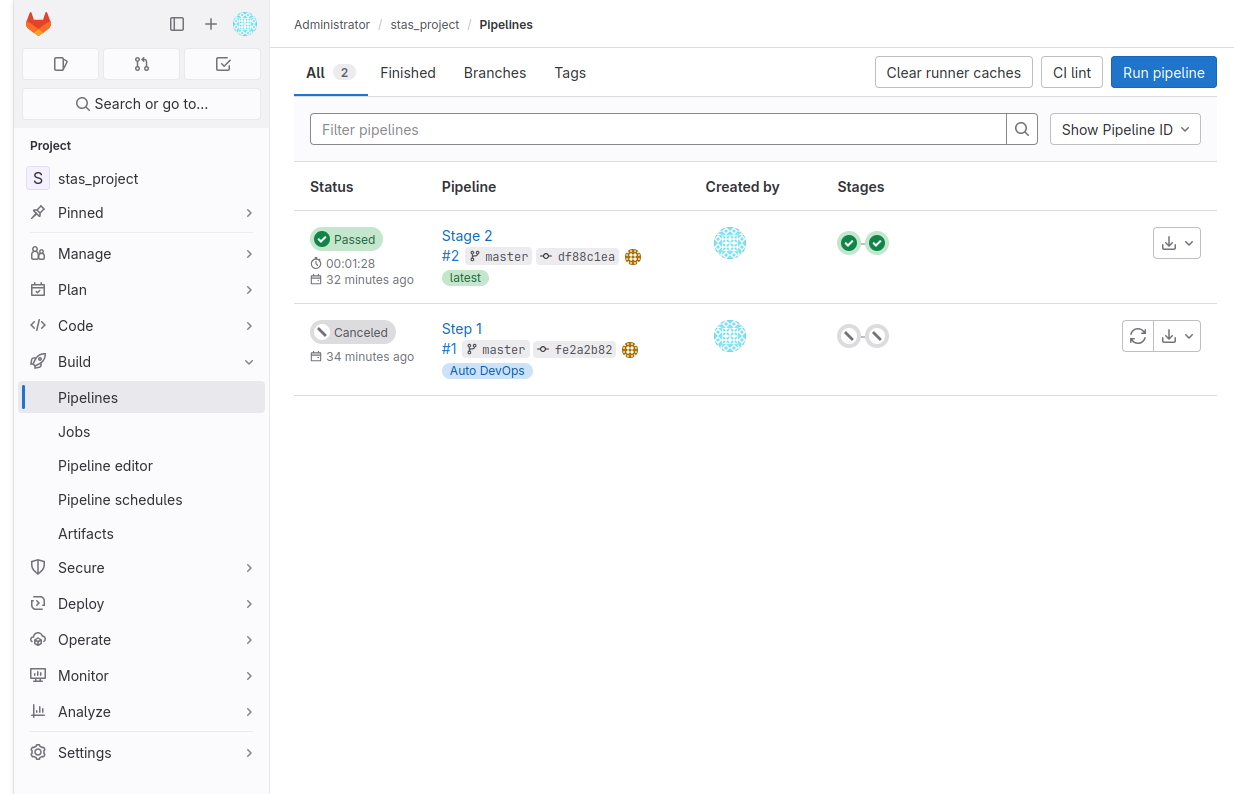 Administrator / stas_project / Pipelines
Search or go to...
Project
S stas_project
Pinned
Manage
Plan
Code
Build
Pipelines
Jobs
Pipeline editor
Pipeline schedules
Artifacts
Secure
Deploy
Operate
Monitor
Analyze
Settings
All 2 Finished Branches Tags
Clear runner caches CI lint Run pipeline
Filter pipelines
Show Pipeline ID
Status Pipeline Created by Stages
Passed
00:01:28
32 minutes ago
Stage 2
#2 master df88c1ea
latest
Canceled
34 minutes ago
Step 1
#1 master fe2a2b82
Auto DevOps